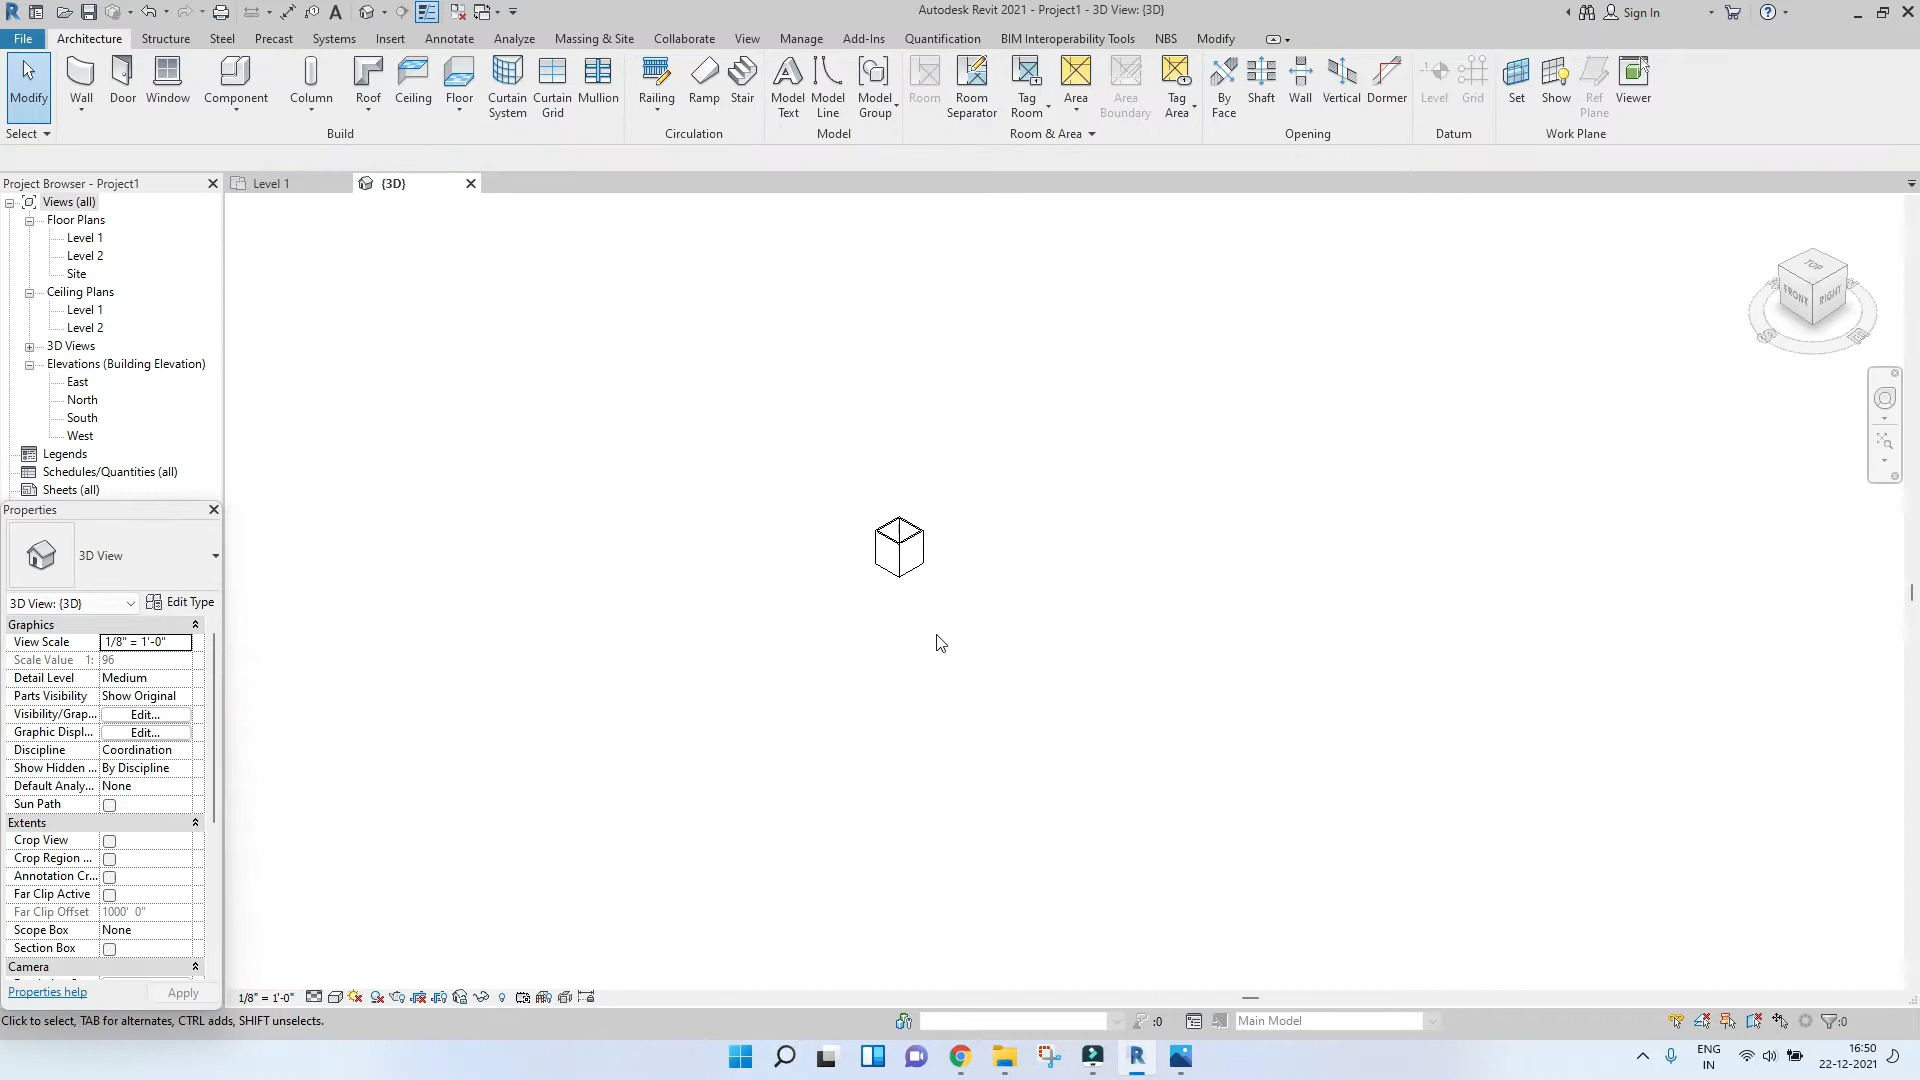 Autodesk Revit 2021 - Project1 - 3D View: {3D}
Sign In
File Architecture Structure Steel Precast Systems Insert Annotate Analyze Massing & Site Collaborate View Manage Add-Ins Quantification BIM Interoperability Tools NBS Modify
Modify Wall Door Window Component Column Roof Ceiling Floor Curtain System Curtain Grid Mullion Railing Ramp Stair Model Text Model Line Model Group Room Room Separator Tag Room Area Area Boundary Tag Area By Face Shaft Wall Vertical Dormer Level Grid Set Show Ref Plane Viewer
Select Build Circulation Model Room & Area Opening Datum Work Plane
Project Browser - Project1
Level 1
{3D}
Views (all)
Floor Plans
Level 1
Level 2
Site
Ceiling Plans
Level 1
Level 2
3D Views
Elevations (Building Elevation)
East
North
South
West
Legends
Schedules/Quantities (all)
Sheets (all)
TOP
FRONT RIGHT
S E
Properties
3D View
3D View: {3D} Edit Type
Graphics
View Scale 1/8" = 1'-0"
Scale Value 1: 96
Detail Level Medium
Parts Visibility Show Original
Visibility/Grap... Edit...
Graphic Displ... Edit...
Discipline Coordination
Show Hidden ... By Discipline
Default Analy... None
Sun Path
Extents
Crop View
Crop Region ...
Annotation Cr...
Far Clip Active
Far Clip Offset 1000' 0"
Scope Box None
Section Box
Camera
Properties help Apply
1/8" = 1'-0"
Click to select, TAB for alternates, CTRL adds, SHIFT unselects.
:0
Main Model
:0
ENG
IN
16:50
22-12-2021